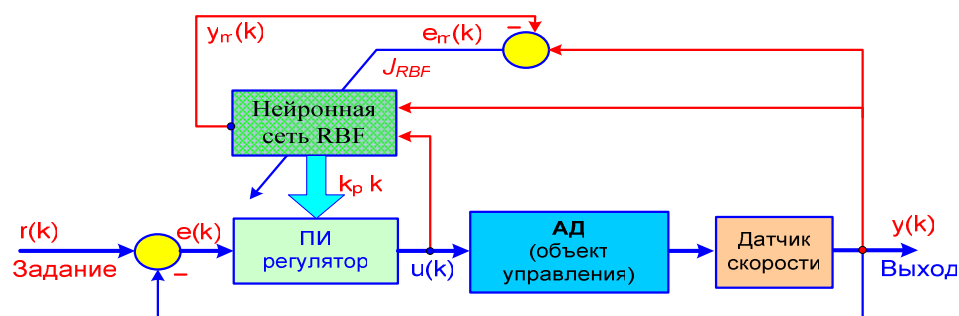 ym(k)
em(k)
–
JRBF
Нейронная
сеть RBF
kp k
r(k)
Задание
–
e(k)
ПИ
регулятор
u(k)
АД
(объект
управления)
Датчик
скорости
y(k)
Выход